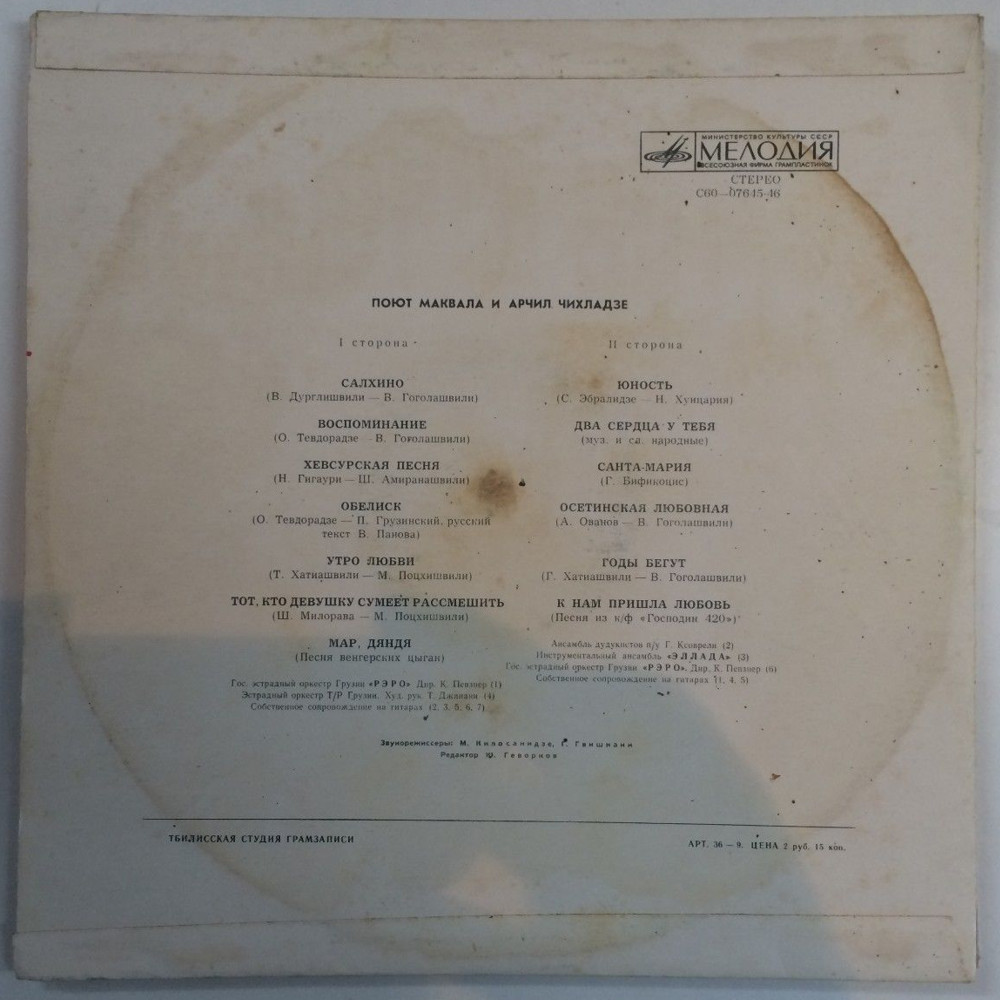 МИНИСТЕРСТВО КУЛЬТУРЫ СССР
МЕЛОДИЯ
ВСЕСОЮЗНАЯ ФИРМА ГРАМПЛАСТИНОК
СТЕРЕО
С60—07645-46
ПОЮТ МАКВАЛА И АРЧИЛ ЧИХЛАДЗЕ
I сторона
САЛХИНО
(В. Дурглишвили — В. Гоголашвили)
ВОСПОМИНАНИЕ
(О. Тевдорадзе — В. Гоголашвили)
ХЕВСУРСКАЯ ПЕСНЯ
(Н. Гигаури — Ш. Амиранашвили)
ОБЕЛИСК
(О. Тевдорадзе — П. Грузинский, русский
текст В. Панова)
УТРО ЛЮБВИ
(Т. Хатиашвили — М. Поцхишвили)
ТОТ, КТО ДЕВУШКУ СУМЕЕТ РАССМЕШИТЬ
(Ш. Милорава — М. Поцхишвили)
МАР, ДЯНДЯ
(Песня венгерских цыган)
Гос. эстрадный оркестр Грузии «РЭРО» Дир. К. Певзнер (1)
Эстрадный оркестр Т/Р Грузии. Худ. рук. Т. (4)
Собственное сопровождение на гитарах (2, 3, 5, 6, 7)
II сторона
ЮНОСТЬ
(С. Эбралидзе — Н. Хунцария)
ДВА СЕРДЦА У ТЕБЯ
(муз. и сл. народные)
САНТА-МАРИЯ
(Г. Бификоцис)
ОСЕТИНСКАЯ ЛЮБОВНАЯ
(А. Ованов — В. Гоголашвили)
ГОДЫ БЕГУТ
(Г. Хатиашвили — В. Гоголашвили)
К НАМ ПРИШЛА ЛЮБОВЬ
(Песня из к/ф «Господин 420»)
Ансамбль дудукистов п/у Г. (2)
Инструментальный ансамбль «ЭЛЛАДА» (3)
Гос. эстрадный оркестр Грузии «РЭРО». Дир. К. Певзнер (6)
Собственное сопровождение на гитарах (1, 4, 5)
Звукорежиссеры: М. Киласанидзе, Г. Гвишиани
Редактор Ю. Геворков
ТБИЛИССКАЯ СТУДИЯ ГРАМЗАПИСИ
АРТ. 36 — 9. ЦЕНА 2 руб. 15 коп.